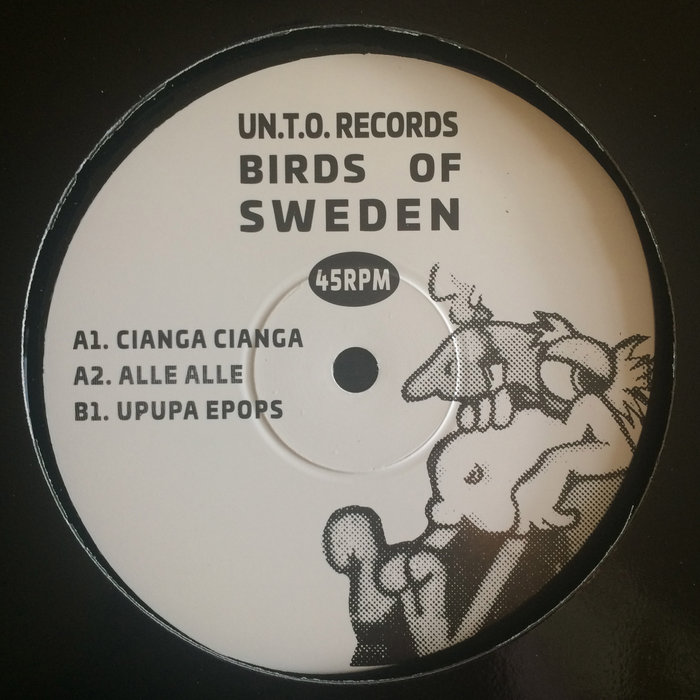 UN.T.O. RECORDS
BIRDS OF
SWEDEN
45RPM
A1. CIANGA CIANGA
A2. ALLE ALLE
B1. UPUPA EPOPS